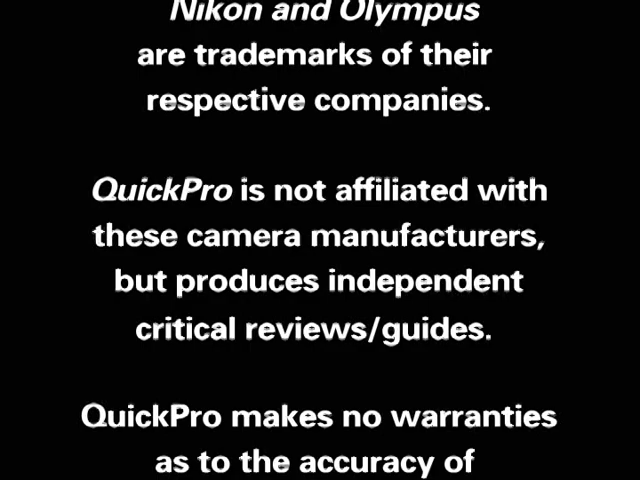 Nikon and Olympus
are trademarks of their
respective companies.
QuickPro is not affiliated with
these camera manufacturers,
but produces independent
critical reviews/guides.
QuickPro makes no warranties
as to the accuracy of